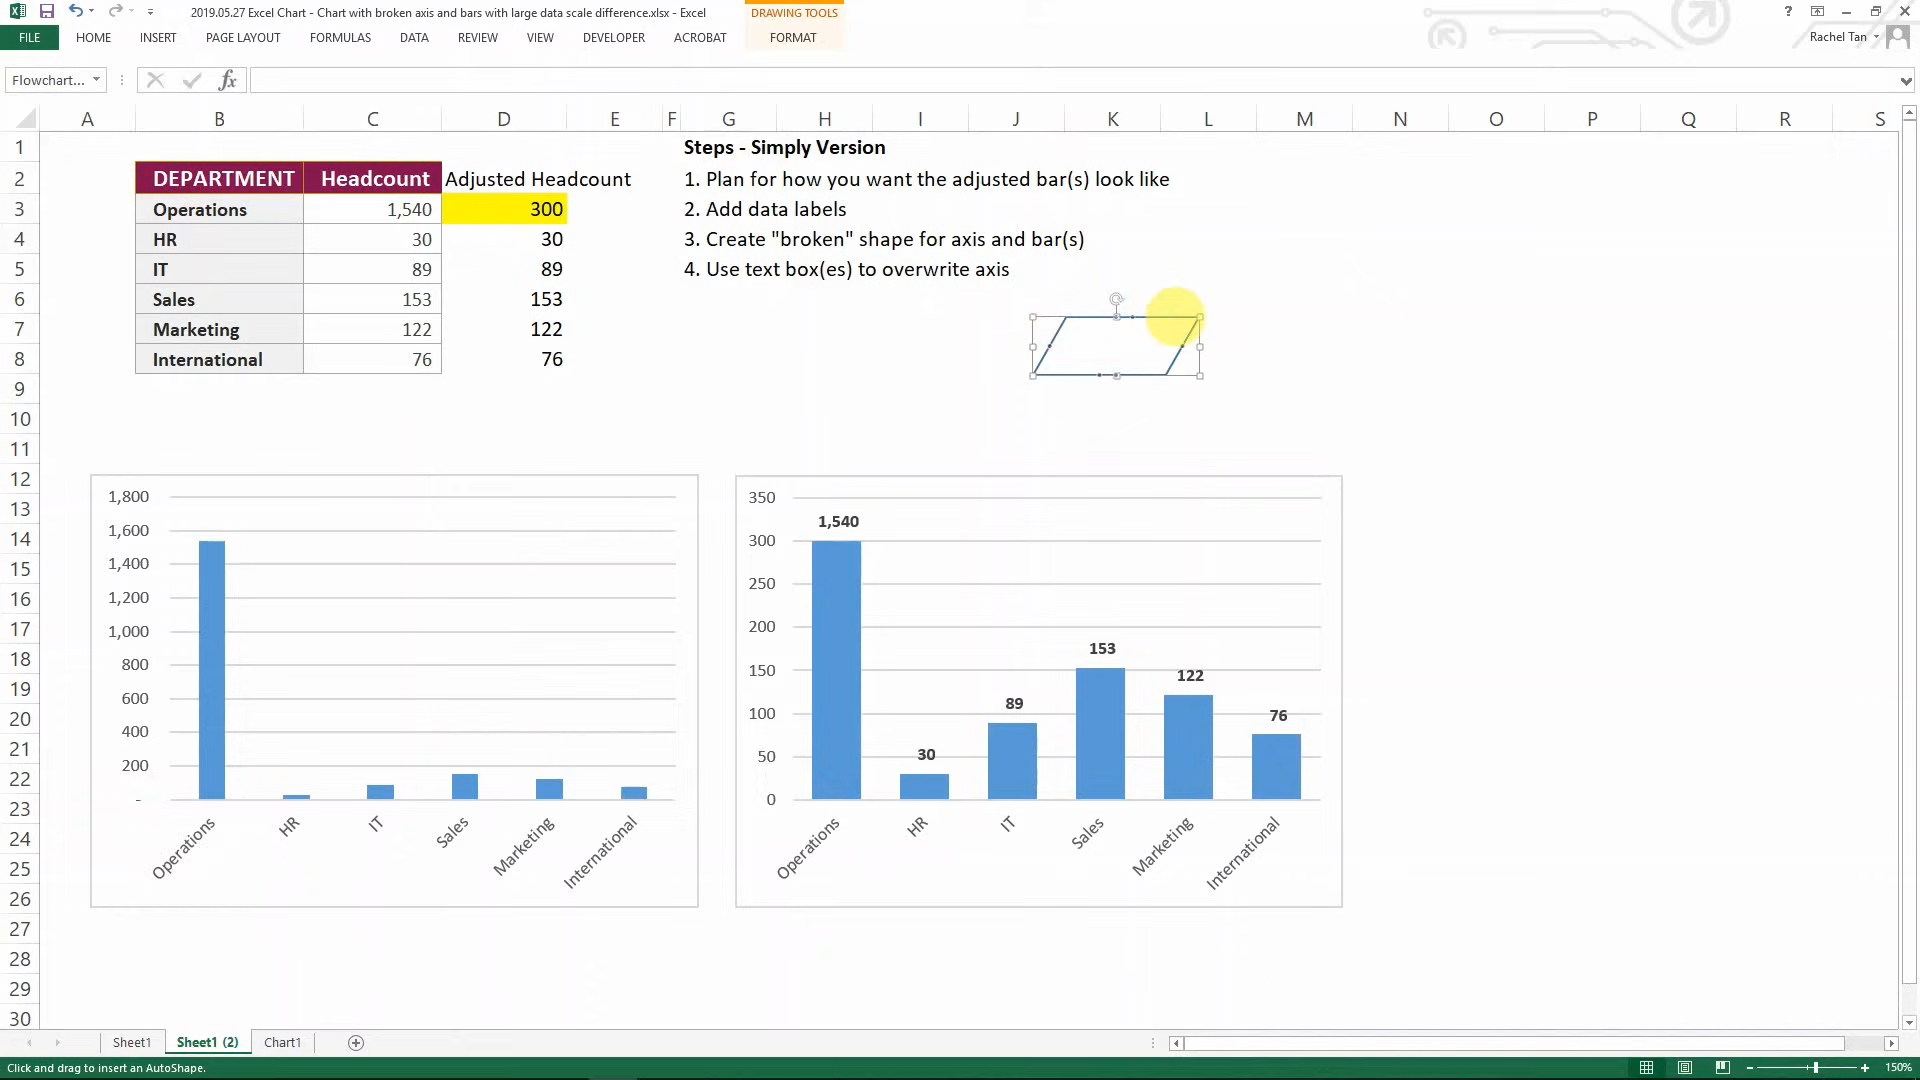 2019.05.27 Excel Chart - Chart with broken axis and bars with large data scale difference.xlsx - Excel
DRAWING TOOLS
?
FILE HOME INSERT PAGE LAYOUT FORMULAS DATA REVIEW VIEW DEVELOPER ACROBAT FORMAT
Rachel Tan
Flowchart...
fx
A B C D E F G H I J K L M N O P Q R S
1 Steps - Simply Version
2 DEPARTMENT Headcount Adjusted Headcount 1. Plan for how you want the adjusted bar(s) look like
3 Operations 1,540 300 2. Add data labels
4 HR 30 30 3. Create "broken" shape for axis and bar(s)
5 IT 89 89 4. Use text box(es) to overwrite axis
6 Sales 153 153
7 Marketing 122 122
8 International 76 76
9
10
11
12
13
14
15
16
17
18
19
20
21
22
23
24
25
26
27
28
29
30
1,800
1,600
1,400
1,200
1,000
800
600
400
200
-
Operations HR IT Sales Marketing International
350
300
250
200
150
100
50
0
1,540
30
89
153
122
76
Operations HR IT Sales Marketing International
Sheet1 Sheet1 (2) Chart1
Click and drag to insert an AutoShape.
150%